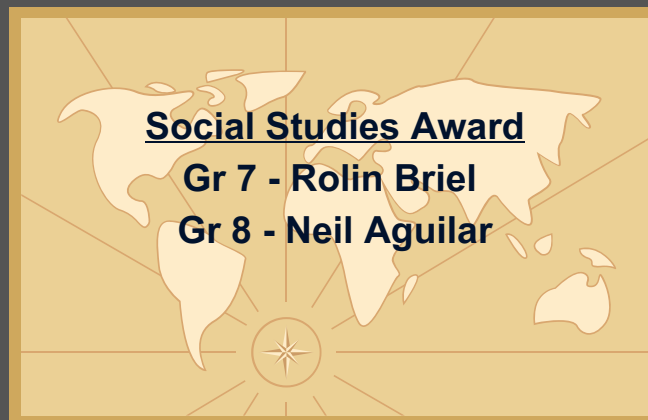 Social Studies Award
Gr 7 - Rolin Briel
Gr 8 - Neil Aguilar